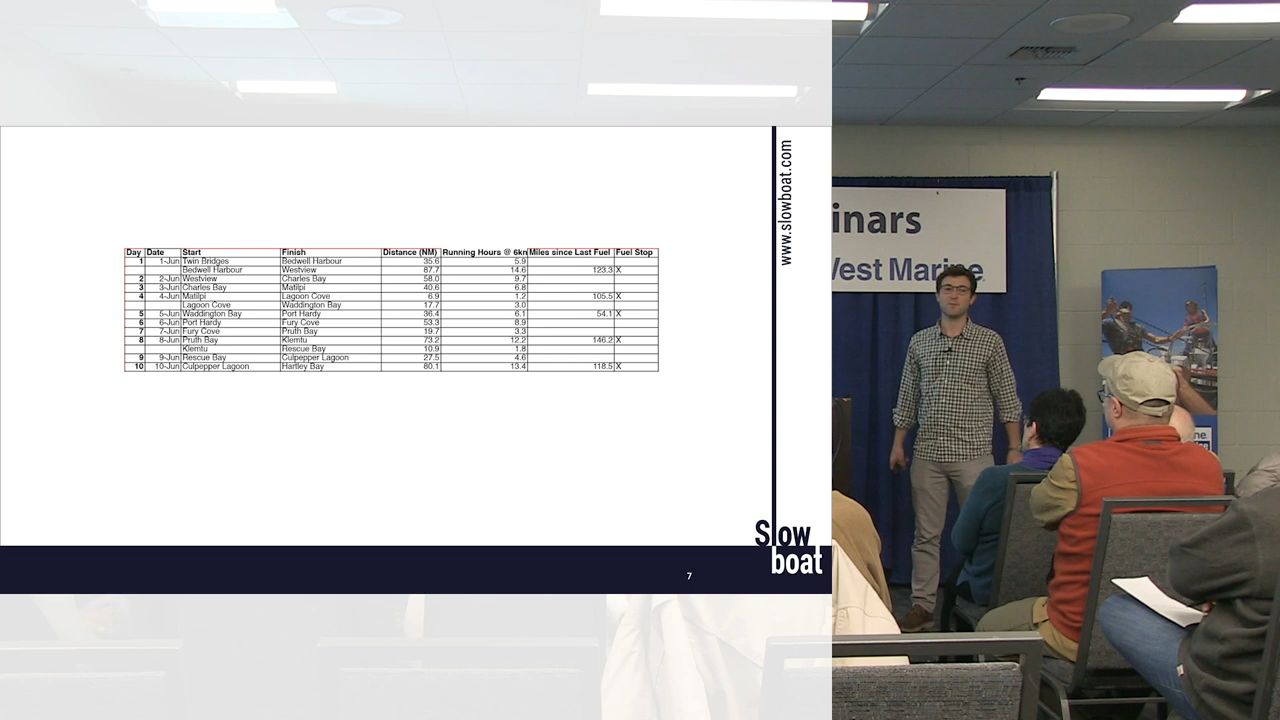 www.slowboat.com
Day Date Start Finish Distance (NM) Running Hours @ 6kn Miles since Last Fuel Fuel Stop
1 1-Jun Twin Bridges Bedwell Harbour 35.6 5.9
Bedwell Harbour Westview 87.7 14.6 123.3 X
2 2-Jun Westview Charles Bay 58.0 9.7
3 3-Jun Charles Bay Matilpi 40.6 6.8
4 4-Jun Matilpi Lagoon Cove 6.9 1.2 105.5 X
Lagoon Cove Waddington Bay 17.7 3.0
5 5-Jun Waddington Bay Port Hardy 36.4 6.1 54.1 X
6 6-Jun Port Hardy Fury Cove 53.3 8.9
7 7-Jun Fury Cove Pruth Bay 19.7 3.3
8 8-Jun Pruth Bay Klemtu 73.2 12.2 146.2 X
Klemtu Rescue Bay 10.9 1.8
9 9-Jun Rescue Bay Culpepper Lagoon 27.5 4.6
10 10-Jun Culpepper Lagoon Hartley Bay 80.1 13.4 118.5 X
Slow
boat
7
inars
West Marine